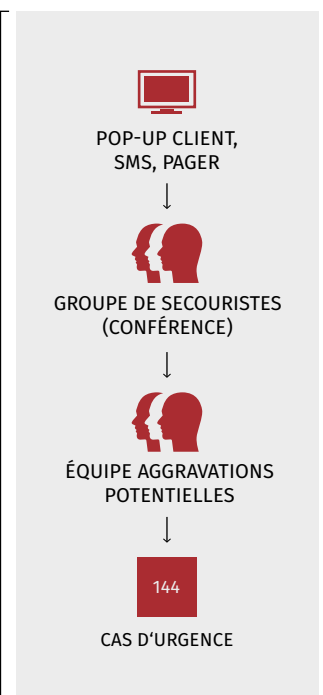 POP-UP CLIENT,
SMS, PAGER
GROUPE DE SECOURISTES
(CONFÉRENCE)
ÉQUIPE AGGRAVATIONS
POTENTIELLES
144
CAS D‘URGENCE